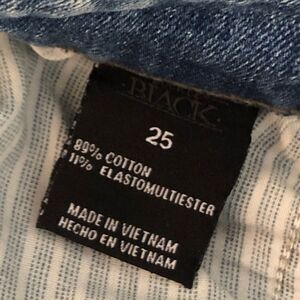 BLACK
25
89% COTTON
11% ELASTOMULTIESTER
MADE IN VIETNAM
HECHO EN VIETNAM